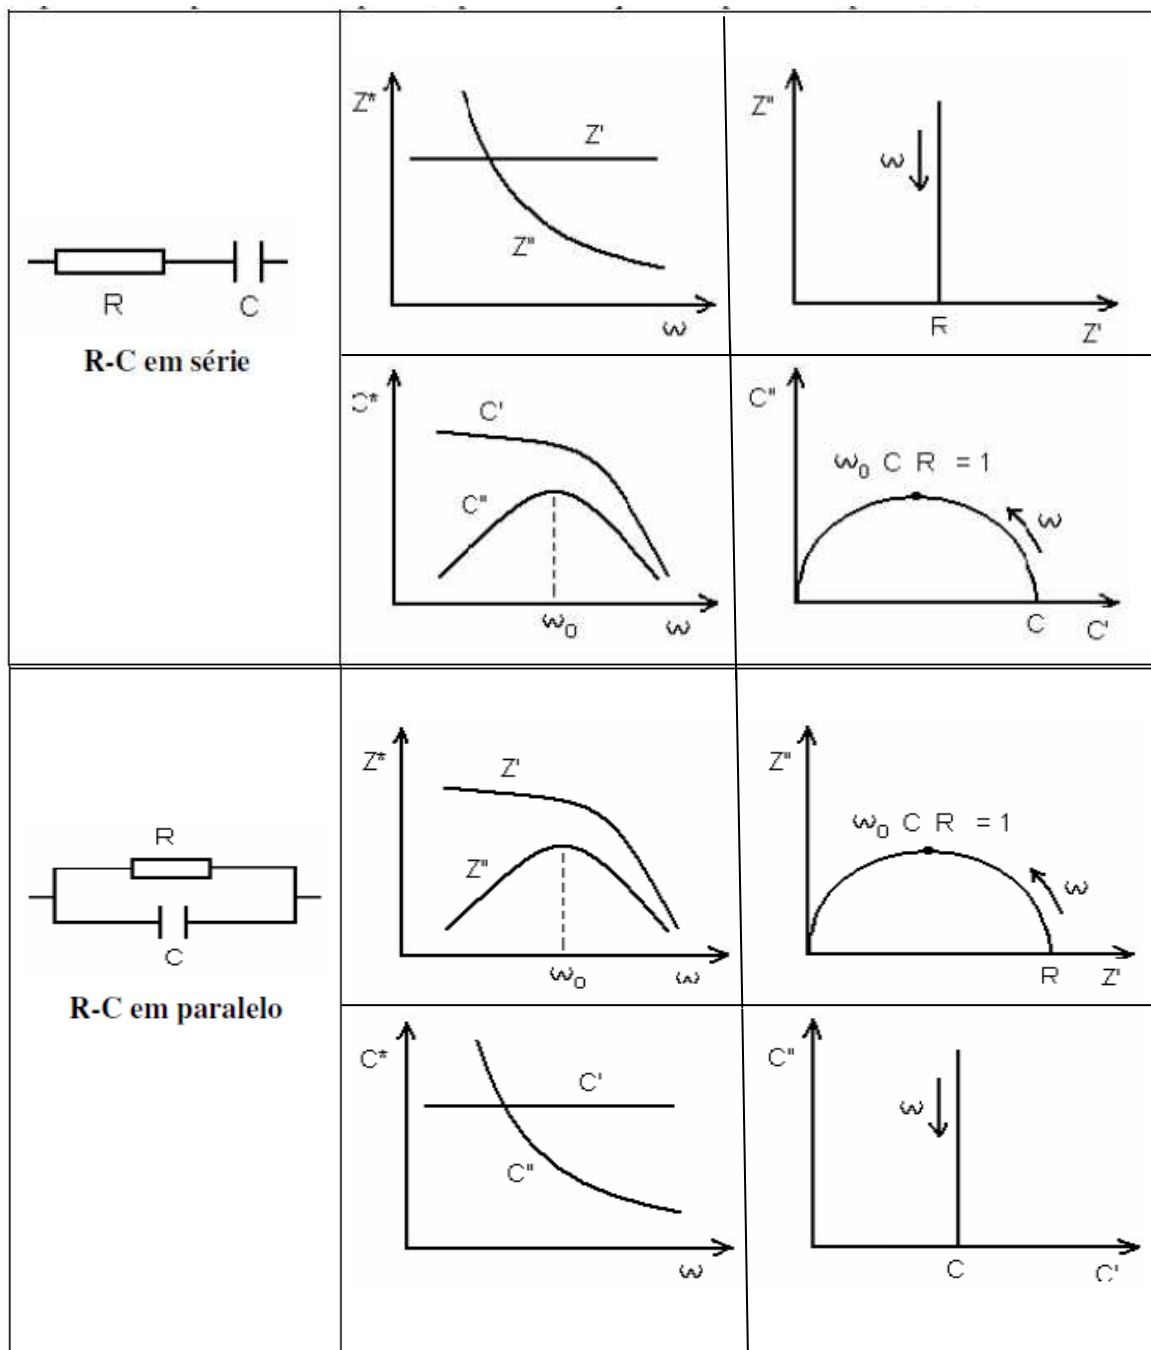 Z*
Z'
Z"
ω
Z"
ω
R
Z'
R
C
R-C em série
C*
C'
C"
ω₀
ω
C"
ω₀ C R = 1
ω
C
C'
Z*
Z'
Z"
ω₀
ω
Z"
ω₀ C R = 1
ω
R
Z'
R
C
R-C em paralelo
C*
C'
C"
ω
C"
ω
C
C'